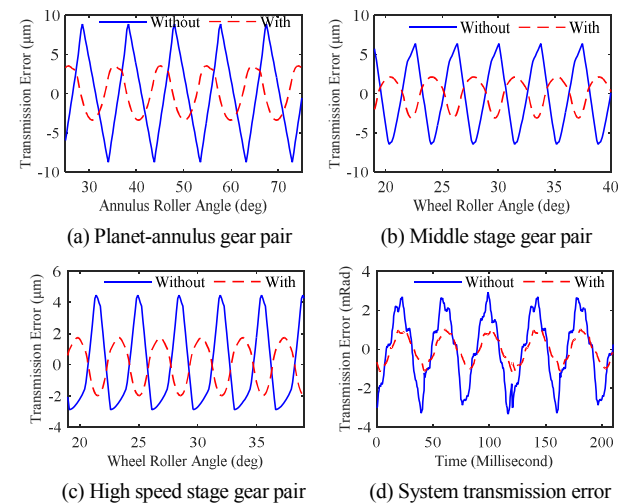 10
5
0
-5
-10
Transmission Error (μm)
Without
With
30 40 50 60 70
Annulus Roller Angle (deg)
(a) Planet-annulus gear pair
10
5
0
-5
-10
Transmission Error (μm)
Without
With
20 25 30 35 40
Wheel Roller Angle (deg)
(b) Middle stage gear pair
6
4
2
0
-2
-4
Transmission Error (μm)
Without
With
20 25 30 35
Wheel Roller Angle (deg)
(c) High speed stage gear pair
4
2
0
-2
-4
Transmission Error (mRad)
Without
With
0 50 100 150 200
Time (Millisecond)
(d) System transmission error